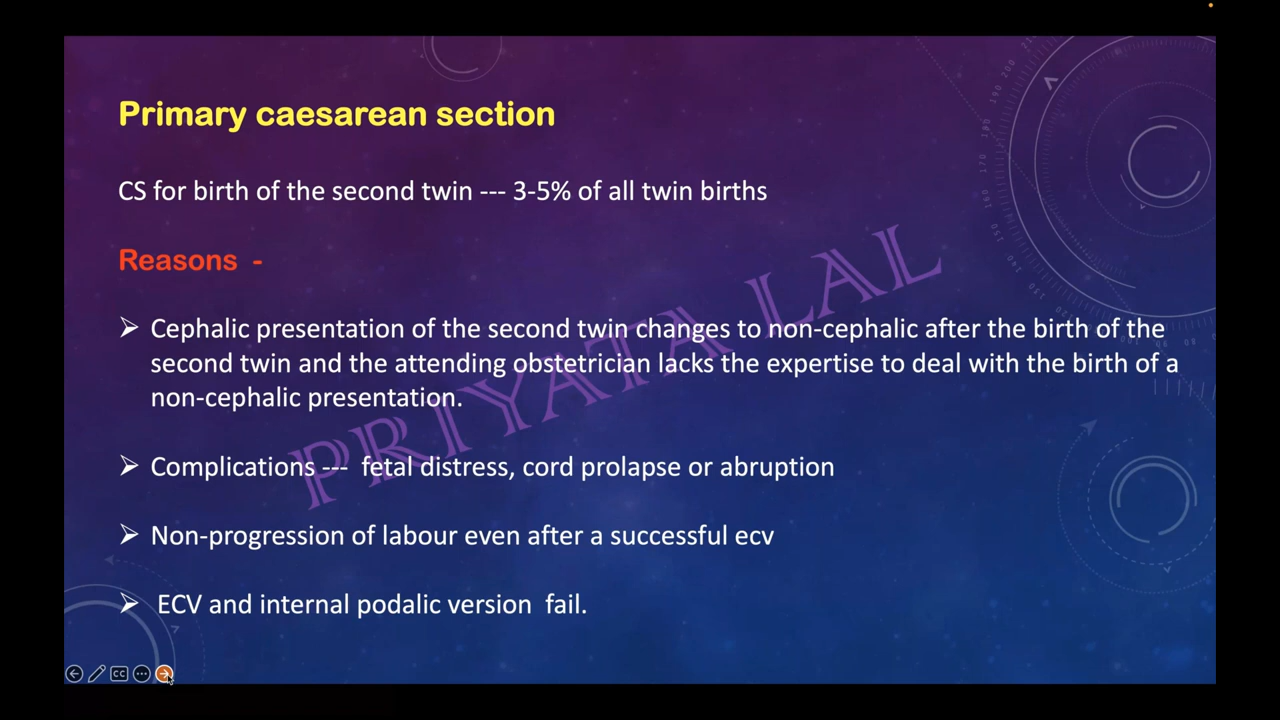 Primary caesarean section
CS for birth of the second twin --- 3-5% of all twin births
Reasons -
Cephalic presentation of the second twin changes to non-cephalic after the birth of the
second twin and the attending obstetrician lacks the expertise to deal with the birth of a
non-cephalic presentation.
Complications --- fetal distress, cord prolapse or abruption
Non-progression of labour even after a successful ecv
ECV and internal podalic version fail.
PRIYATA LAL
CC